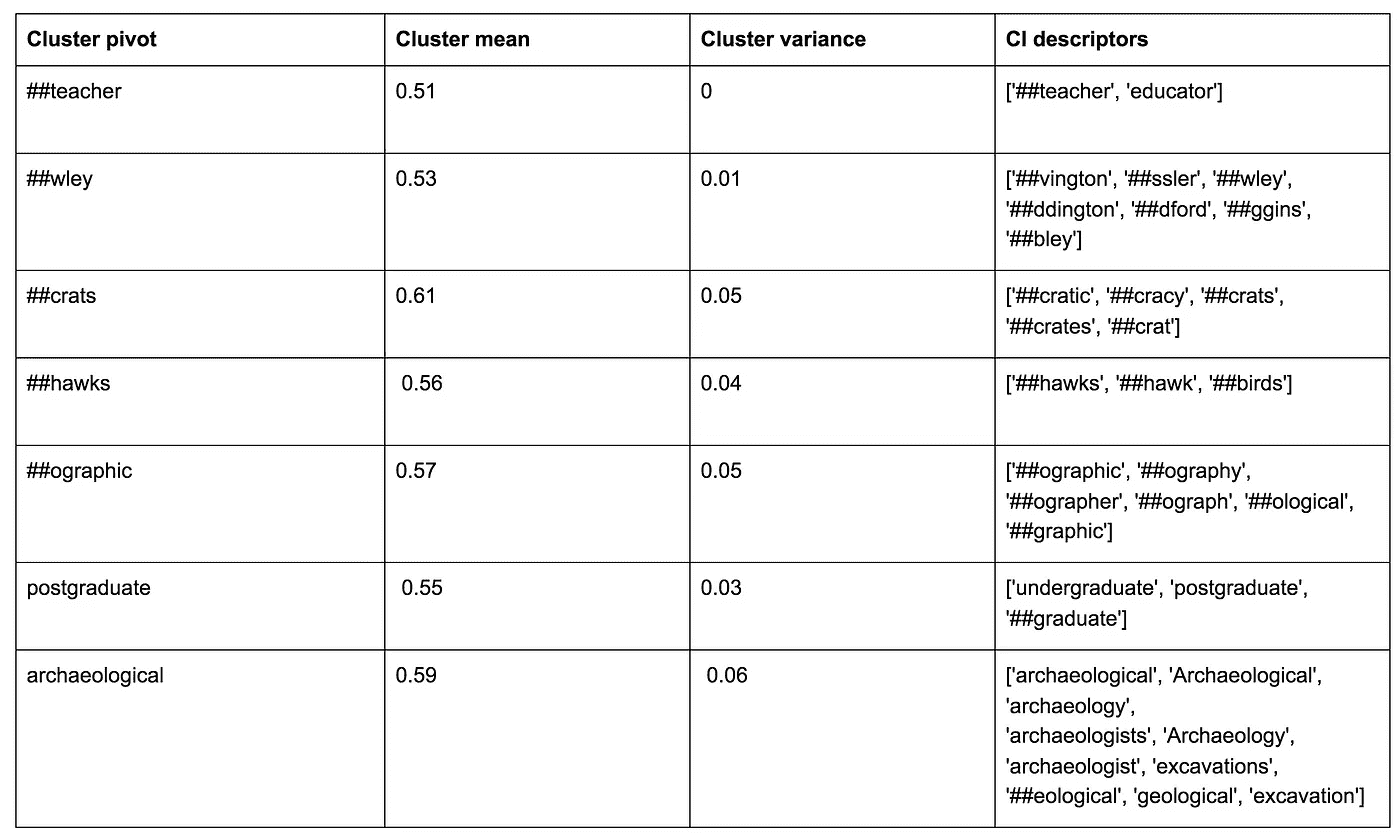 Cluster pivot Cluster mean Cluster variance CI descriptors
##teacher 0.51 0 ['##teacher', 'educator']
##wley 0.53 0.01 ['##vington', '##ssler', '##wley',
'##ddington', '##dford', '##ggins',
'##bley']
##crats 0.61 0.05 ['##cratic', '##cracy', '##crats',
'##crates', '##crat']
##hawks 0.56 0.04 ['##hawks', '##hawk', '##birds']
##ographic 0.57 0.05 ['##ographic', '##ography',
'##ographer', '##ograph', '##ological',
'##graphic']
postgraduate 0.55 0.03 ['undergraduate', 'postgraduate',
'##graduate']
archaeological 0.59 0.06 ['archaeological', 'Archaeological',
'archaeology',
'archaeologists', 'Archaeology',
'archaeologist', 'excavations',
'##eological', 'geological', 'excavation']